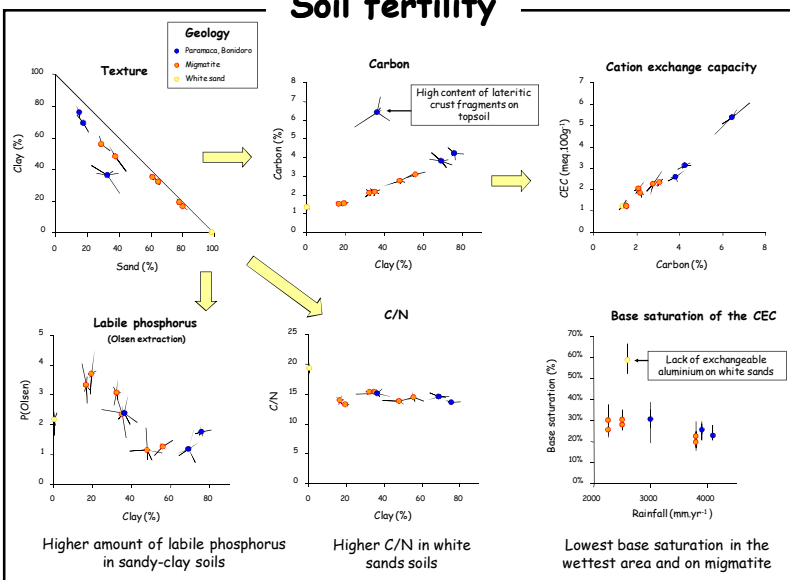 Soil fertility
Geology
Paramaca, Bonidoro
Migmatite
White sand
Texture
100
80
60
40
20
0
Clay (%)
0 20 40 60 80 100
Sand (%)
Carbon
High content of lateritic
crust fragments on
topsoil
8
7
6
5
4
3
2
1
0
Carbon (%)
0 20 40 60 80
Clay (%)
Cation exchange capacity
7
6
5
4
3
2
1
0
CEC (meq.100g⁻¹)
0 2 4 6 8
Carbon (%)
Labile phosphorus
(Olsen extraction)
5
4
3
2
1
0
P(Olsen)
0 20 40 60 80
Clay (%)
Higher amount of labile phosphorus
in sandy-clay soils
C/N
25
20
15
10
5
0
C/N
0 20 40 60 80
Clay (%)
Higher C/N in white
sands soils
Base saturation of the CEC
Lack of exchangeable
aluminium on white sands
70%
60%
50%
40%
30%
20%
10%
0%
Base saturation (%)
2000 3000 4000
Rainfall (mm.yr⁻¹)
Lowest base saturation in the
wettest area and on migmatite